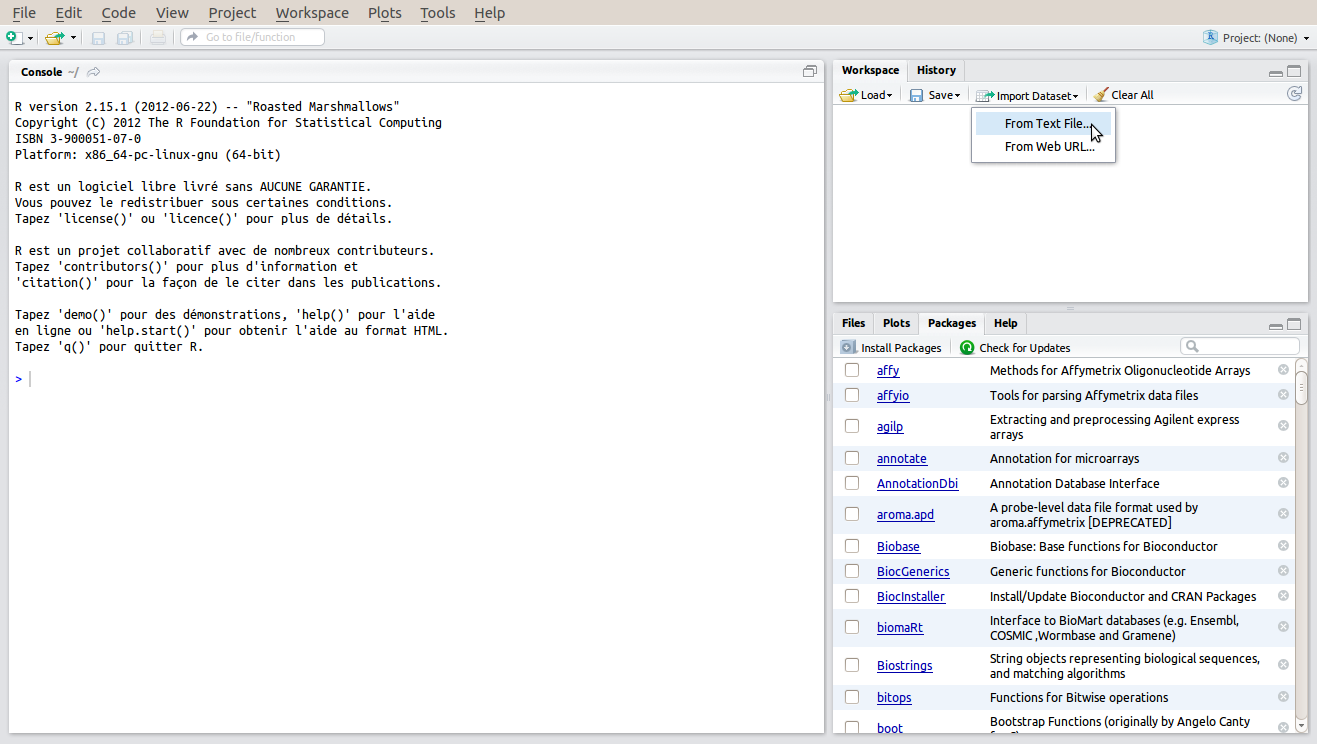 File Edit Code View Project Workspace Plots Tools Help
Go to file/function
Project: (None)
Console ~/
R version 2.15.1 (2012-06-22) -- "Roasted Marshmallows"
Copyright (C) 2012 The R Foundation for Statistical Computing
ISBN 3-900051-07-0
Platform: x86_64-pc-linux-gnu (64-bit)
R est un logiciel libre livré sans AUCUNE GARANTIE.
Vous pouvez le redistribuer sous certaines conditions.
Tapez 'license()' ou 'licence()' pour plus de détails.
R est un projet collaboratif avec de nombreux contributeurs.
Tapez 'contributors()' pour plus d'information et
'citation()' pour la façon de le citer dans les publications.
Tapez 'demo()' pour des démonstrations, 'help()' pour l'aide
en ligne ou 'help.start()' pour obtenir l'aide au format HTML.
Tapez 'q()' pour quitter R.
>
Workspace History
Load Save Import Dataset Clear All
From Text File...
From Web URL...
Files Plots Packages Help
Install Packages Check for Updates
affy Methods for Affymetrix Oligonucleotide Arrays
affyio Tools for parsing Affymetrix data files
agilp Extracting and preprocessing Agilent express
arrays
annotate Annotation for microarrays
AnnotationDbi Annotation Database Interface
aroma.apd A probe-level data file format used by
aroma.affymetrix [DEPRECATED]
Biobase Biobase: Base functions for Bioconductor
BiocGenerics Generic functions for Bioconductor
BiocInstaller Install/Update Bioconductor and CRAN Packages
biomaRt Interface to BioMart databases (e.g. Ensembl,
COSMIC ,Wormbase and Gramene)
Biostrings String objects representing biological sequences,
and matching algorithms
bitops Functions for Bitwise operations
boot Bootstrap Functions (originally by Angelo Canty